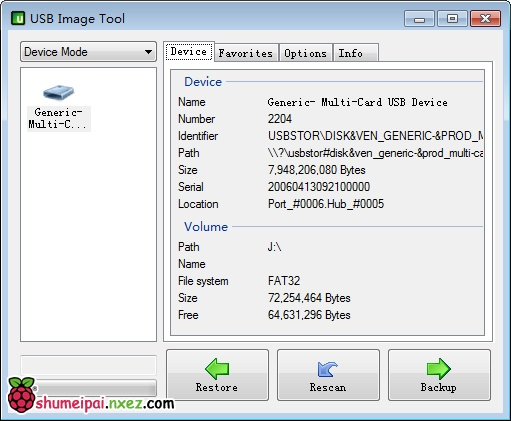 USB Image Tool
Device Mode
Generic-
Multi-C...
Device Favorites Options Info
Device
Name Generic- Multi-Card USB Device
Number 2204
Identifier USBSTOR\DISK&VEN_GENERIC-&PROD_M
Path \\?\usbstor#disk&ven_generic-&prod_multi-ca
Size 7,948,206,080 Bytes
Serial 20060413092100000
Location Port_#0006.Hub_#0005
Volume
Path J:\
Name
File system FAT32
Size 72,254,464 Bytes
Free 64,631,296 Bytes
Restore Rescan Backup
shumeipai.nxez.com